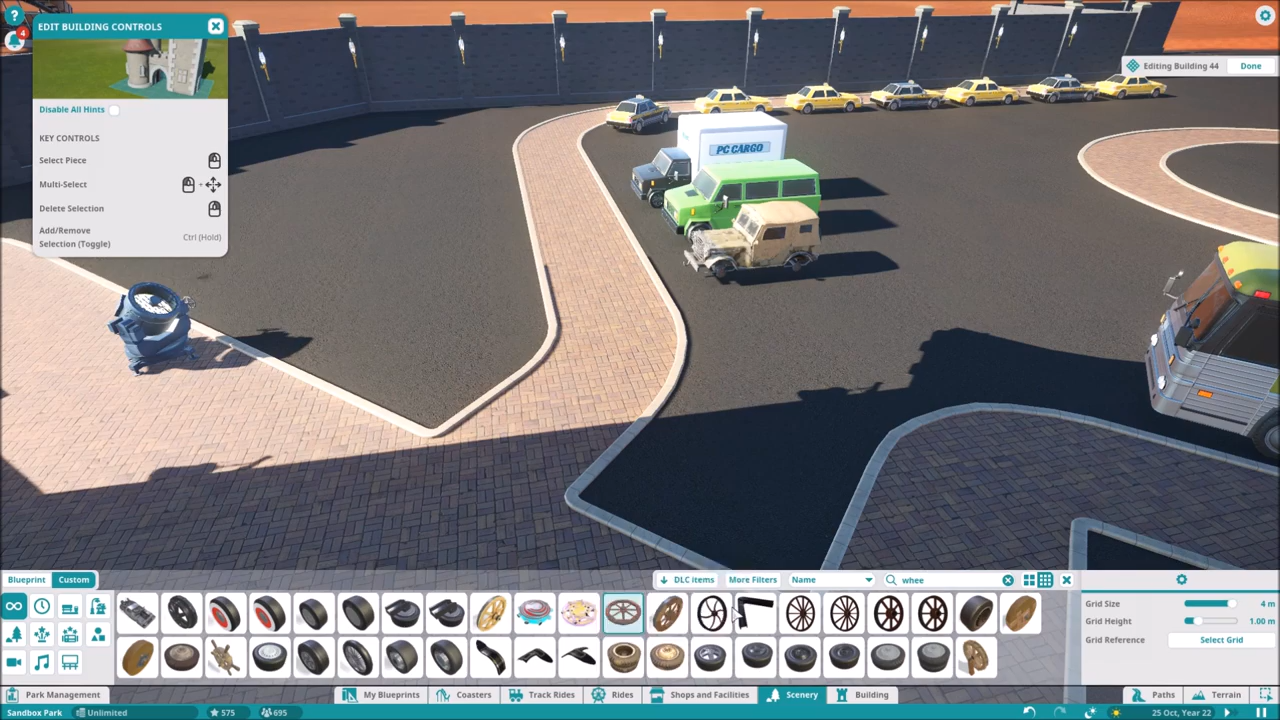 ?
EDIT BUILDING CONTROLS
4
Disable All Hints
KEY CONTROLS
Select Piece
Multi-Select
+
Delete Selection
Add/Remove
Selection (Toggle)
Ctrl (Hold)
Editing Building 44
Done
PC CARGO
Blueprint
Custom
DLC items
More Filters
Name
whee
Grid Size
4 m
Grid Height
1.00 m
Grid Reference
Select Grid
Park Management
My Blueprints
Coasters
Track Rides
Rides
Shops and Facilities
Scenery
Building
Paths
Terrain
Sandbox Park
Unlimited
575
695
25 Oct, Year 22